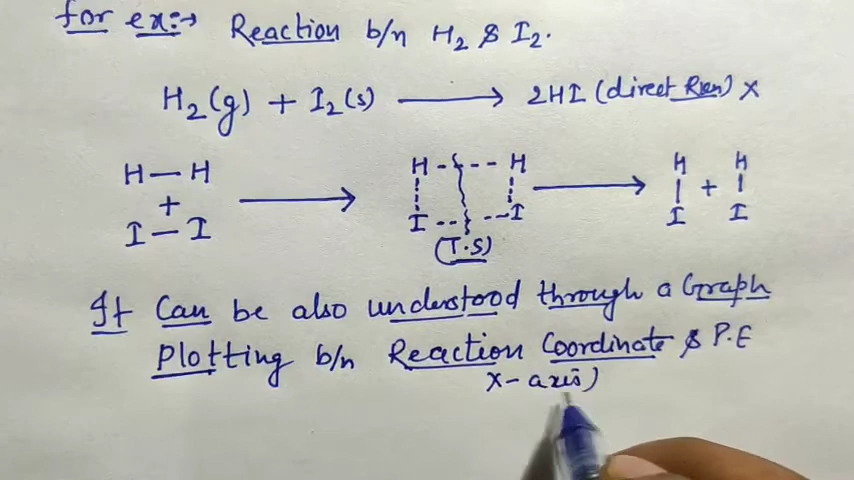 for ex:→ Reaction b/n H₂ & I₂.
H₂(g) + I₂(s) ⟶ 2HI (direct Rxn) ×
H — H ⟶ H - - - H ⟶ H + H
+
I — I I - - - I I I
(T.S)
It Can be also understood through a Graph
Plotting b/n Reaction Coordinate & P.E
x-axis)